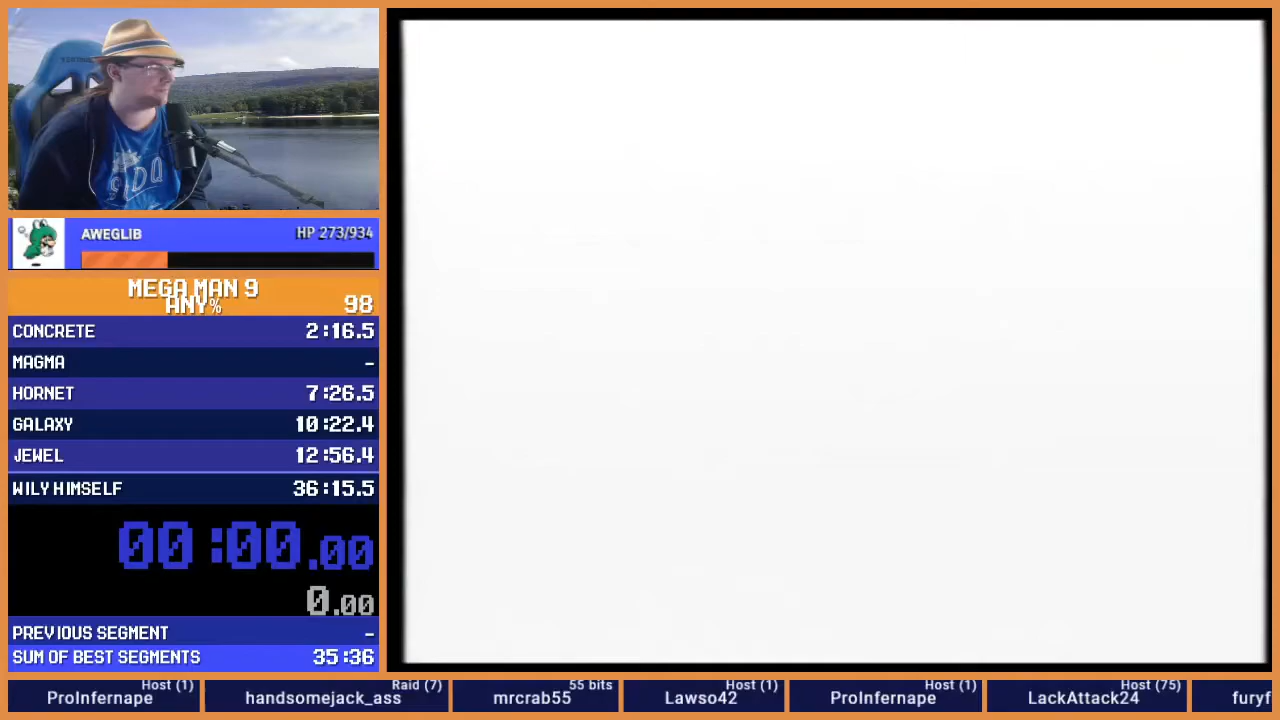 AWEGLIB HP 273/934
MEGA MAN 9
ANY% 98
CONCRETE 2:16.5
MAGMA -
HORNET 7:26.5
GALAXY 10:22.4
JEWEL 12:56.4
WILY HIMSELF 36:15.5
00:00.00
0.00
PREVIOUS SEGMENT -
SUM OF BEST SEGMENTS 35:36
Host (1) Raid (7) 55 bits Host (1) Host (1) Host (75)
ProInfernape handsomejack_ass mrcrab55 Lawso42 ProInfernape LackAttack24 furyf